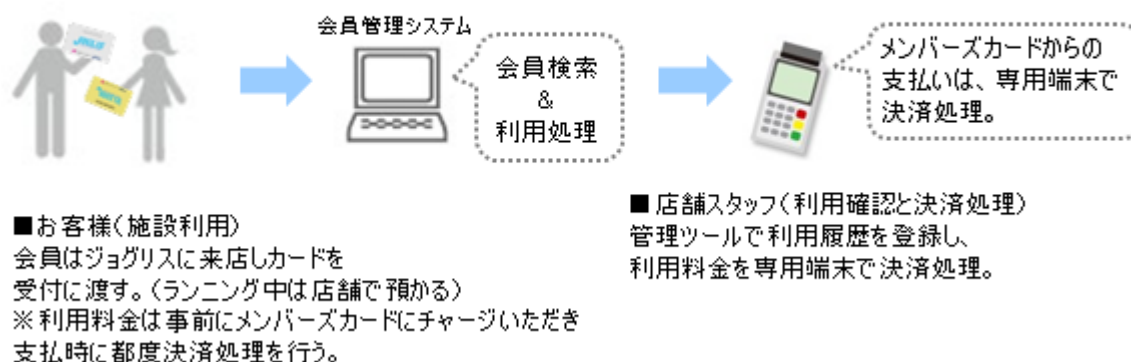 会員管理システム
会員検索
&
利用処理
メンバーズカードからの
支払いは、専用端末で
決済処理。
■お客様(施設利用)
会員はジョグリスに来店しカードを
受付に渡す。(ランニング中は店舗で預かる)
※利用料金は事前にメンバーズカードにチャージいただき
支払時に都度決済処理を行う。
■店舗スタッフ(利用確認と決済処理)
管理ツールで利用履歴を登録し、
利用料金を専用端末で決済処理。